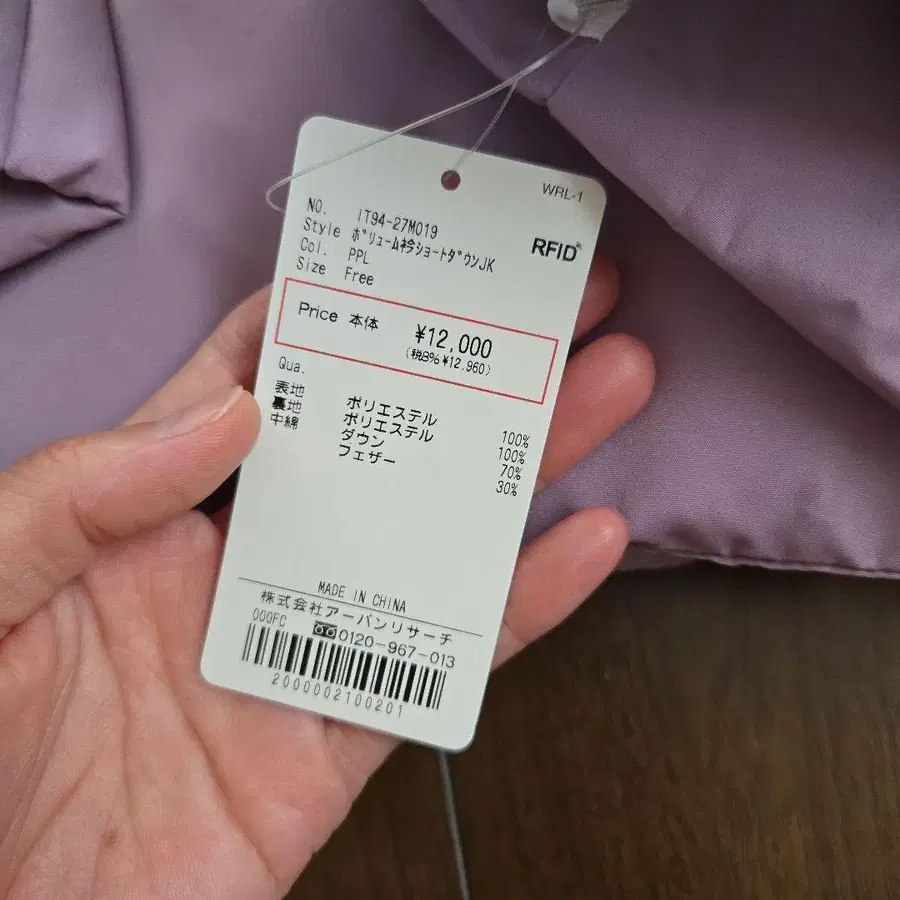 WRL-1
NO. IT94-27M019
RFID®
Style ボリューム衿ショートダウンJK
Col. PPL
Size Free
Price 本体 ¥12,000
(税8% ¥12,960)
Qua.
表地 ポリエステル 100%
裏地 ポリエステル 100%
中綿 ダウン 70%
フェザー 30%
MADE IN CHINA
株式会社アーバンリサーチ
000FC 0120-967-013
2000002100201